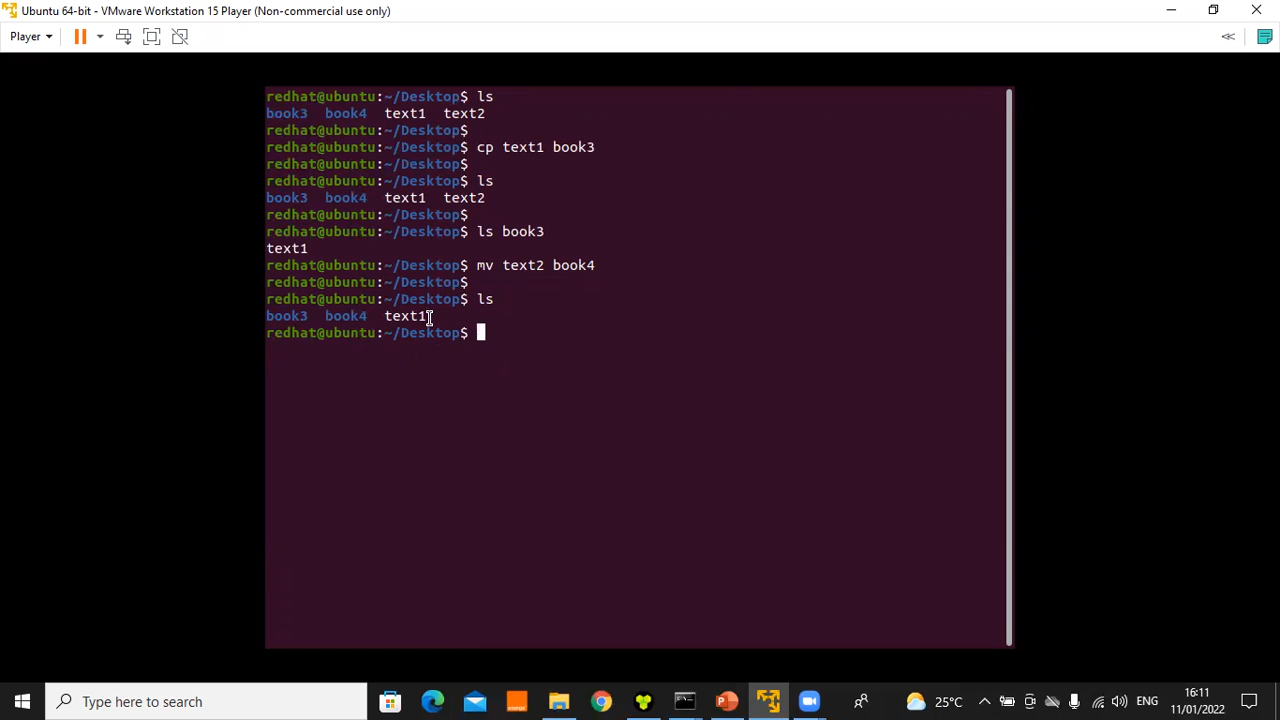 Ubuntu 64-bit - VMware Workstation 15 Player (Non-commercial use only)
Player
redhat@ubuntu:~/Desktop$ ls
book3 book4 text1 text2
redhat@ubuntu:~/Desktop$
redhat@ubuntu:~/Desktop$ cp text1 book3
redhat@ubuntu:~/Desktop$
redhat@ubuntu:~/Desktop$ ls
book3 book4 text1 text2
redhat@ubuntu:~/Desktop$
redhat@ubuntu:~/Desktop$ ls book3
text1
redhat@ubuntu:~/Desktop$ mv text2 book4
redhat@ubuntu:~/Desktop$
redhat@ubuntu:~/Desktop$ ls
book3 book4 text1
redhat@ubuntu:~/Desktop$
Type here to search
25°C
ENG
16:11
11/01/2022